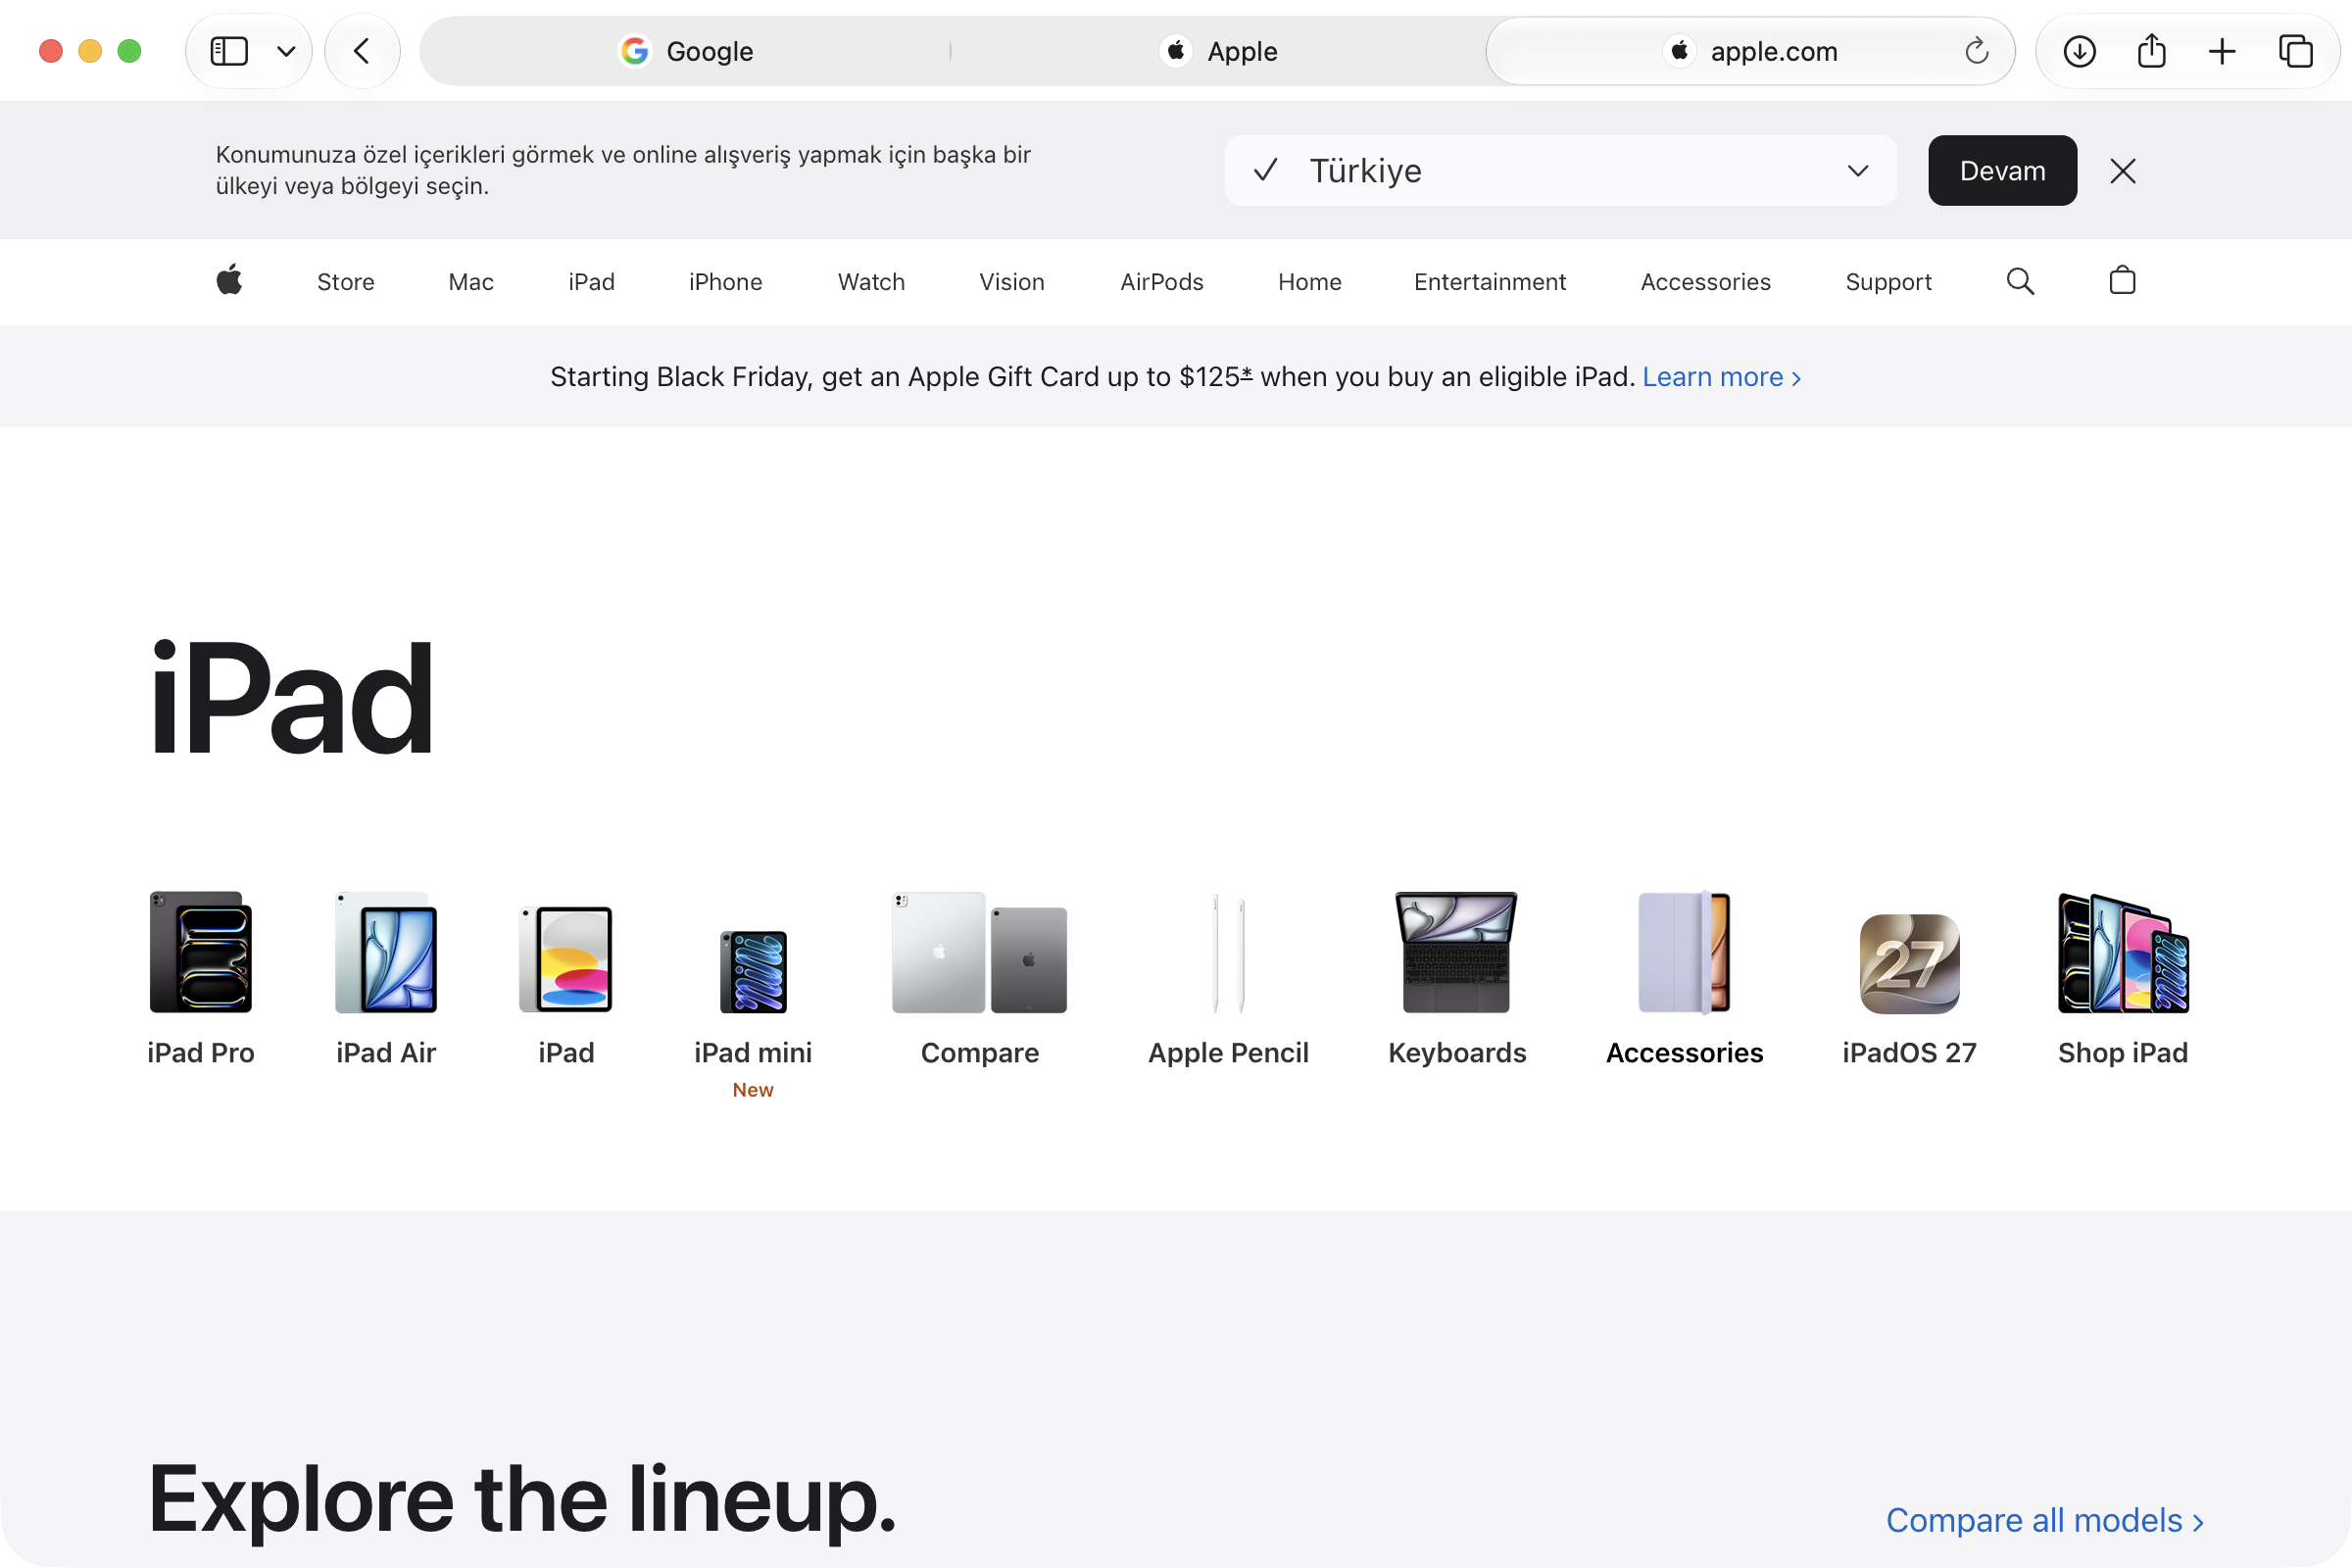 Google
Apple
apple.com
Konumunuza özel içerikleri görmek ve online alışveriş yapmak için başka bir
ülkeyi veya bölgeyi seçin.
Türkiye
Devam
Store Mac iPad iPhone Watch Vision AirPods Home Entertainment Accessories Support
Starting Black Friday, get an Apple Gift Card up to $125* when you buy an eligible iPad. Learn more >
iPad
27
iPad Pro iPad Air iPad iPad mini Compare Apple Pencil Keyboards Accessories iPadOS 27 Shop iPad
New
Explore the lineup.
Compare all models >